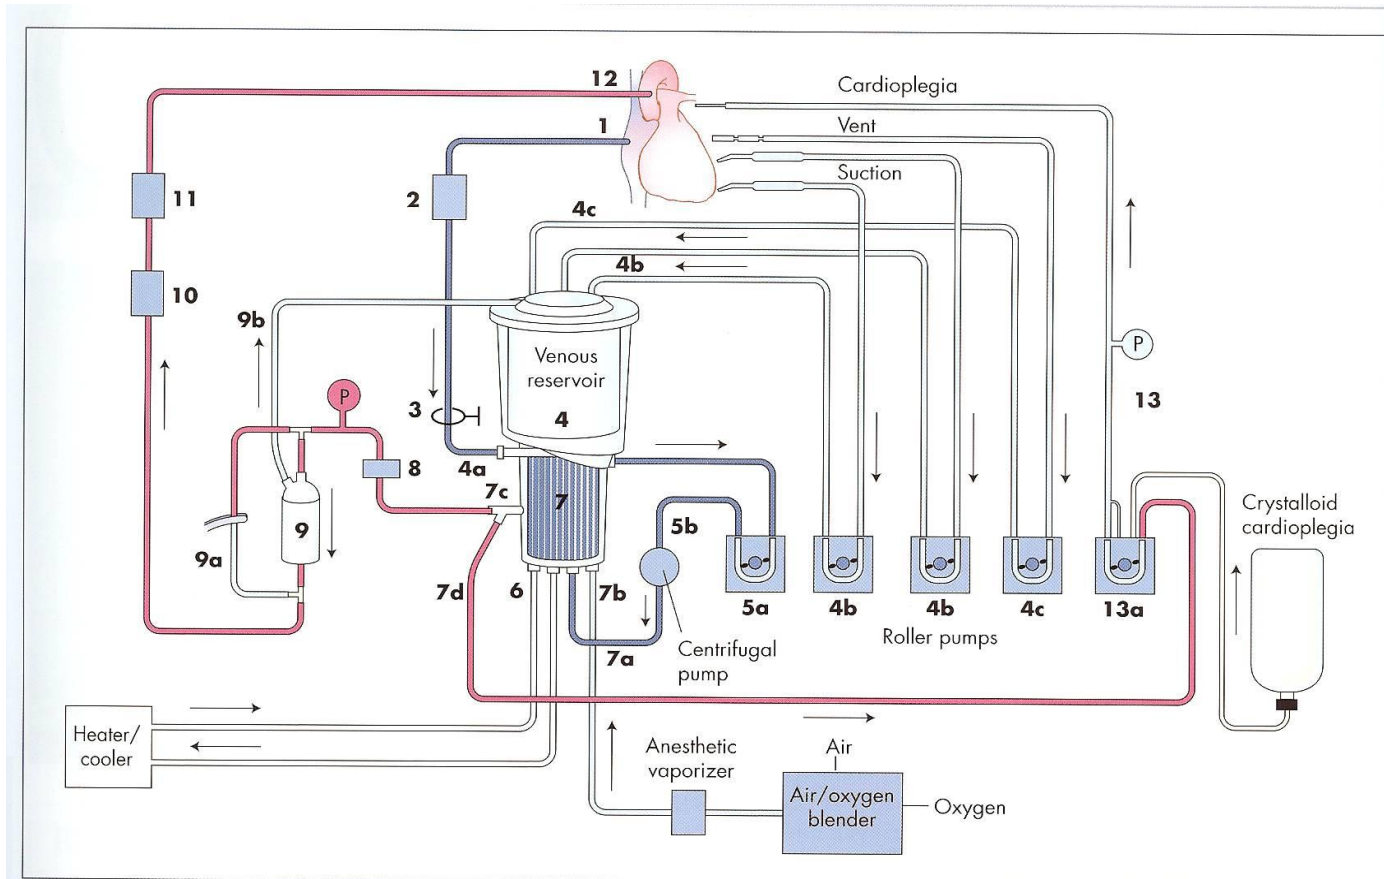 12
Cardioplegia
1
Vent
Suction
11
2
4c
4b
10
9b
Venous
reservoir
4
P
3
P
13
8
4a
7c
7
5b
9
9a
Crystalloid
cardioplegia
7d
6
7b
5a
4b
4b
4c
13a
Roller pumps
7a
Centrifugal
pump
Heater/
cooler
Anesthetic
vaporizer
Air
Air/oxygen
blender
Oxygen